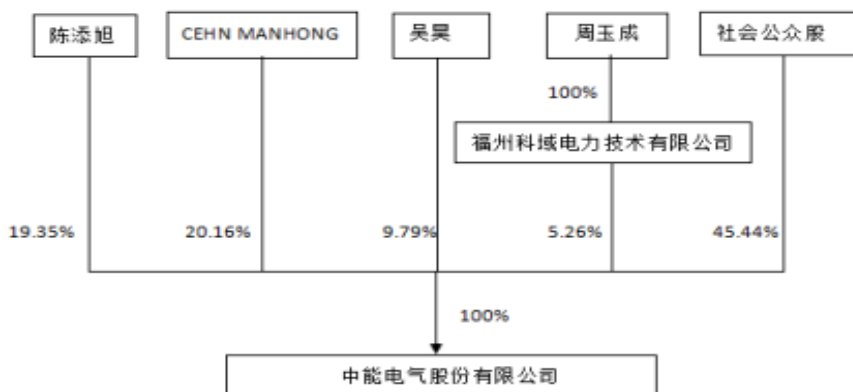 陈添旭
CEHN MANHONG
吴昊
周玉成
社会公众股
100%
福州科域电力技术有限公司
19.35%
20.16%
9.79%
5.26%
45.44%
100%
中能电气股份有限公司